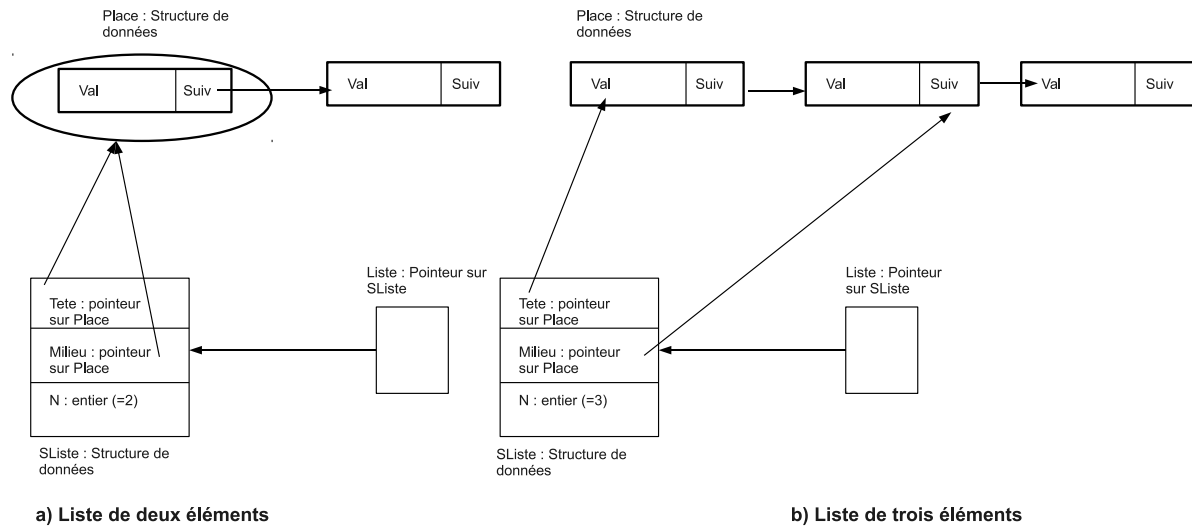 Place : Structure de
données
Val
Suiv
Val
Suiv
Tete : pointeur
sur Place
Milieu : pointeur
sur Place
N : entier (=2)
SListe : Structure de
données
Liste : Pointeur sur
SListe
a) Liste de deux éléments
Place : Structure de
données
Val
Suiv
Val
Suiv
Val
Suiv
Tete : pointeur
sur Place
Milieu : pointeur
sur Place
N : entier (=3)
SListe : Structure de
données
Liste : Pointeur
sur SListe
b) Liste de trois éléments